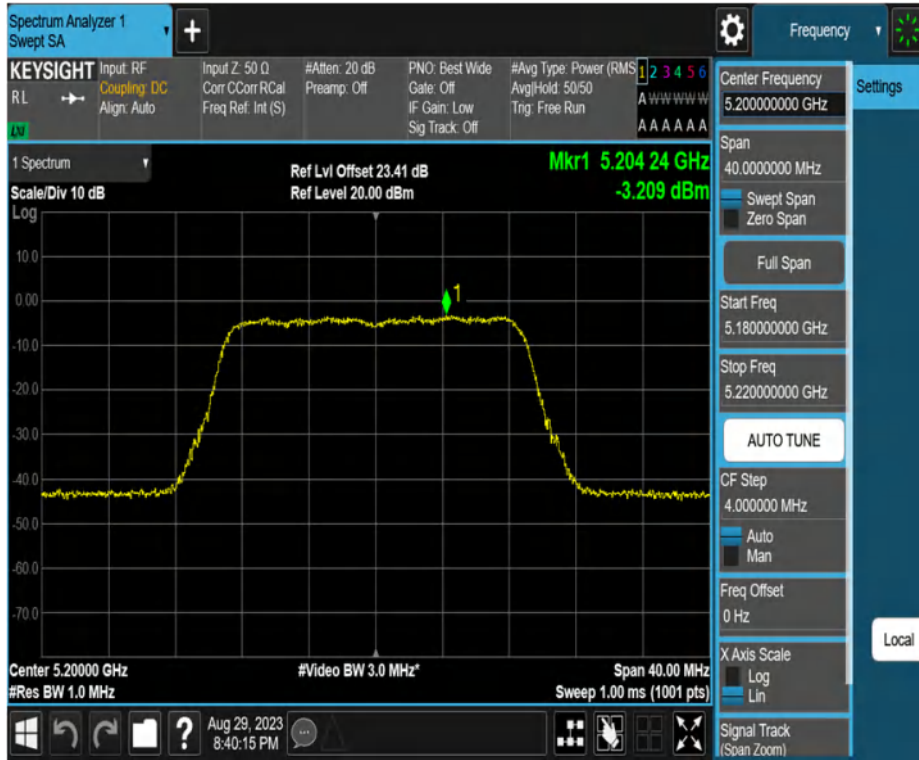 Spectrum Analyzer 1
Swept SA
+
Frequency
KEYSIGHT
RL
LXI
Input: RF
Coupling: DC
Align: Auto
Input Z: 50 Ω
Corr CCorr RCal
Freq Ref: Int (S)
#Atten: 20 dB
Preamp: Off
PNO: Best Wide
Gate: Off
IF Gain: Low
Sig Track: Off
#Avg Type: Power (RMS
Avg|Hold: 50/50
Trig: Free Run
1 2 3 4 5 6
A W W W W W
A A A A A A
1 Spectrum
Scale/Div 10 dB
Log
Ref Lvl Offset 23.41 dB
Ref Level 20.00 dBm
Mkr1 5.204 24 GHz
-3.209 dBm
10.0
0.00
-10.0
-20.0
-30.0
-40.0
-50.0
-60.0
-70.0
1
Center 5.20000 GHz
#Res BW 1.0 MHz
#Video BW 3.0 MHz*
Span 40.00 MHz
Sweep 1.00 ms (1001 pts)
?
Aug 29, 2023
8:40:15 PM
Center Frequency
5.200000000 GHz
Span
40.0000000 MHz
Swept Span
Zero Span
Full Span
Start Freq
5.180000000 GHz
Stop Freq
5.220000000 GHz
AUTO TUNE
CF Step
4.000000 MHz
Auto
Man
Freq Offset
0 Hz
X Axis Scale
Log
Lin
Signal Track
(Span Zoom)
Settings
Local